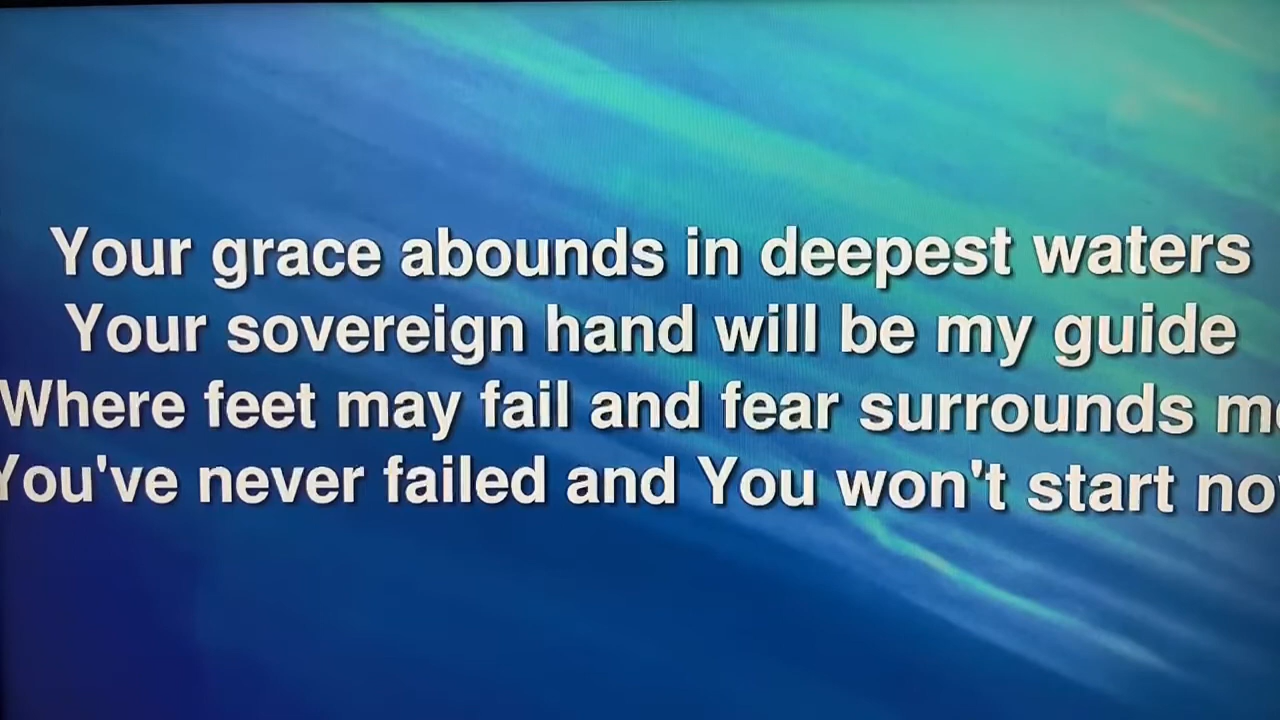 Your grace abounds in deepest waters
Your sovereign hand will be my guide
Where feet may fail and fear surrounds me
You've never failed and You won't start now